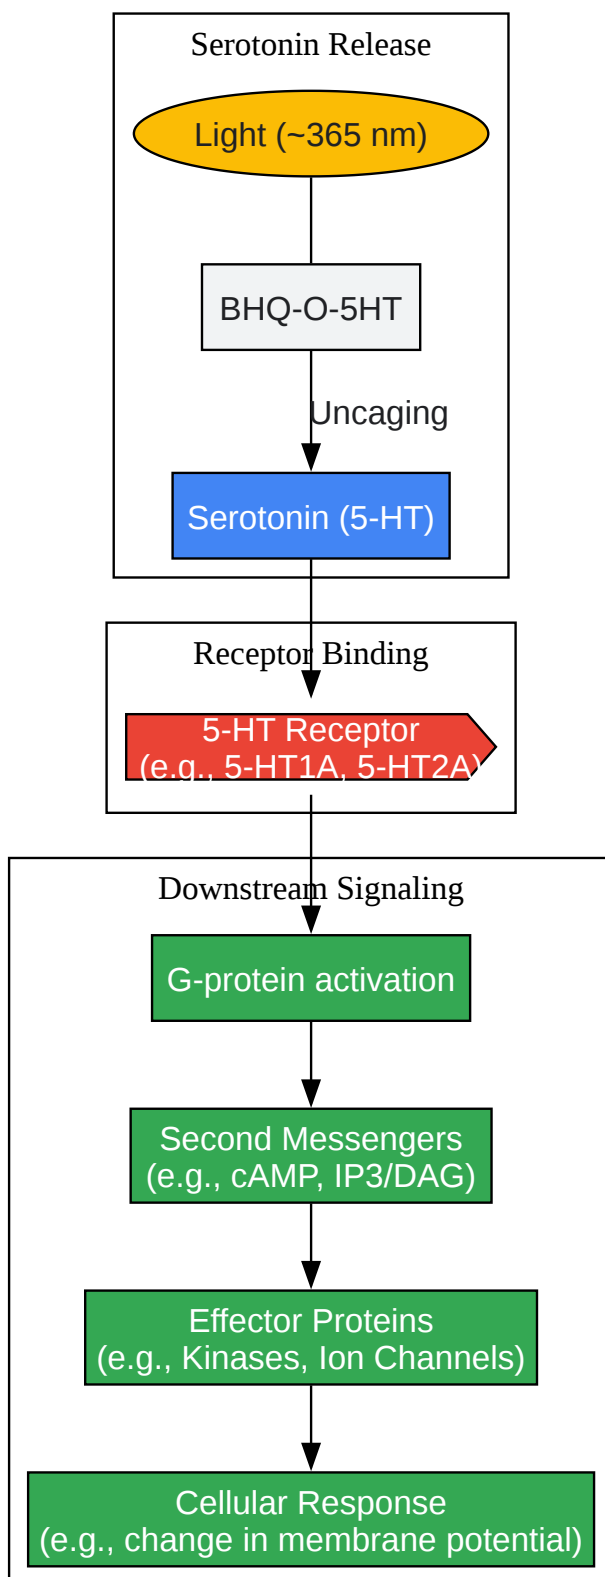 Serotonin Release
Light (~365 nm)
BHQ-O-5HT
Uncaging
Serotonin (5-HT)
Receptor Binding
5-HT Receptor
(e.g., 5-HT1A, 5-HT2A)
Downstream Signaling
G-protein activation
Second Messengers
(e.g., cAMP, IP3/DAG)
Effector Proteins
(e.g., Kinases, Ion Channels)
Cellular Response
(e.g., change in membrane potential)